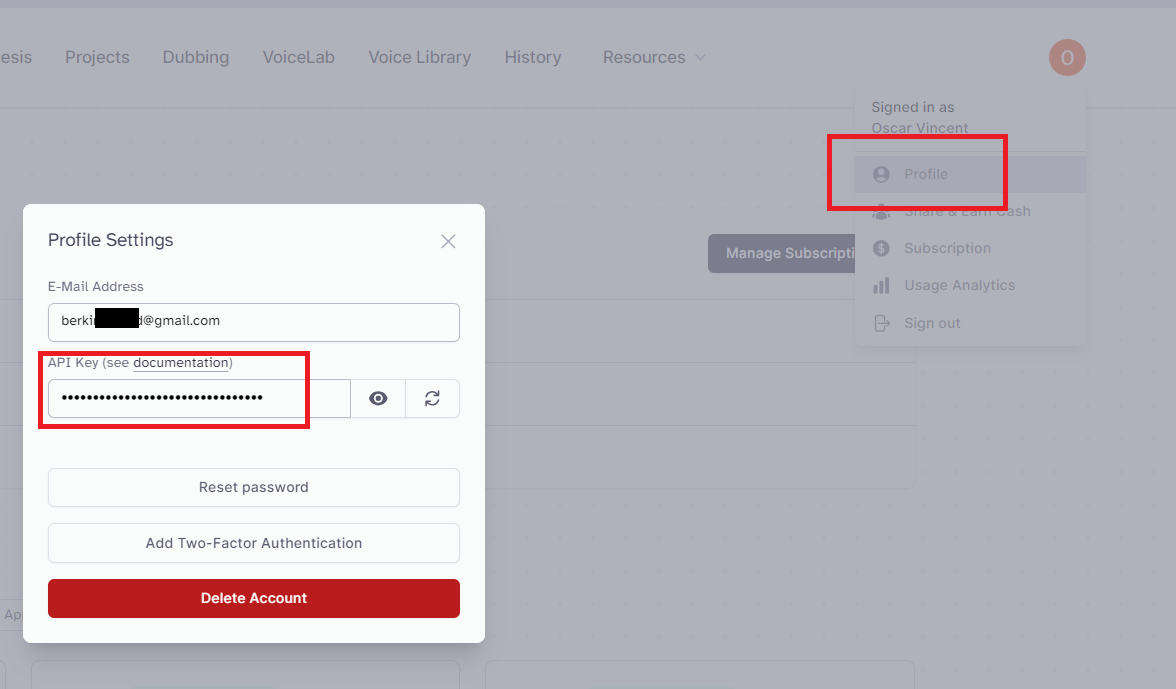 esis Projects Dubbing VoiceLab Voice Library History Resources O
Signed in as
Oscar Vincent
Profile
Share & Earn Cash
Subscription
Usage Analytics
Sign out
Manage Subscripti
Profile Settings
E-Mail Address
berki d@gmail.com
API Key (see documentation)
••••••••••••••••••••••••••••••••
Reset password
Add Two-Factor Authentication
Delete Account
Ap